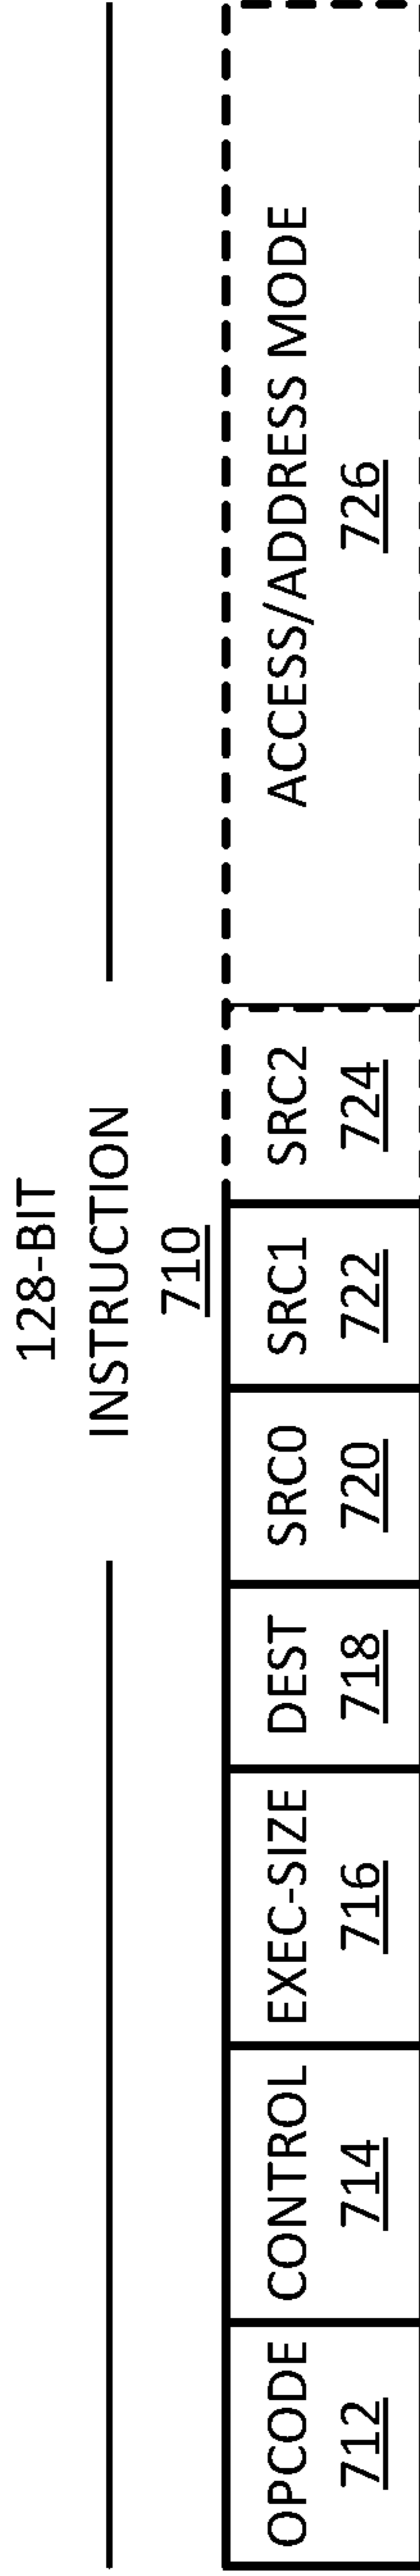 128-BIT
INSTRUCTION
710
OPCODE
712
CONTROL
714
EXEC-SIZE
716
DEST
718
SRC0
720
SRC1
722
SRC2
724
ACCESS/ADDRESS MODE
726